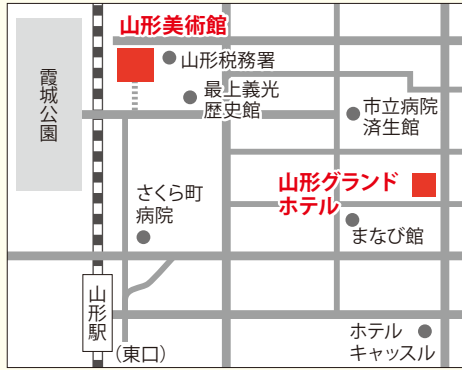 山形美術館
山形税務署
霞城公園
最上義光
歴史館
市立病院
済生館
山形グランド
ホテル
さくら町
病院
まなび館
山形駅
(東口)
ホテル
キャッスル